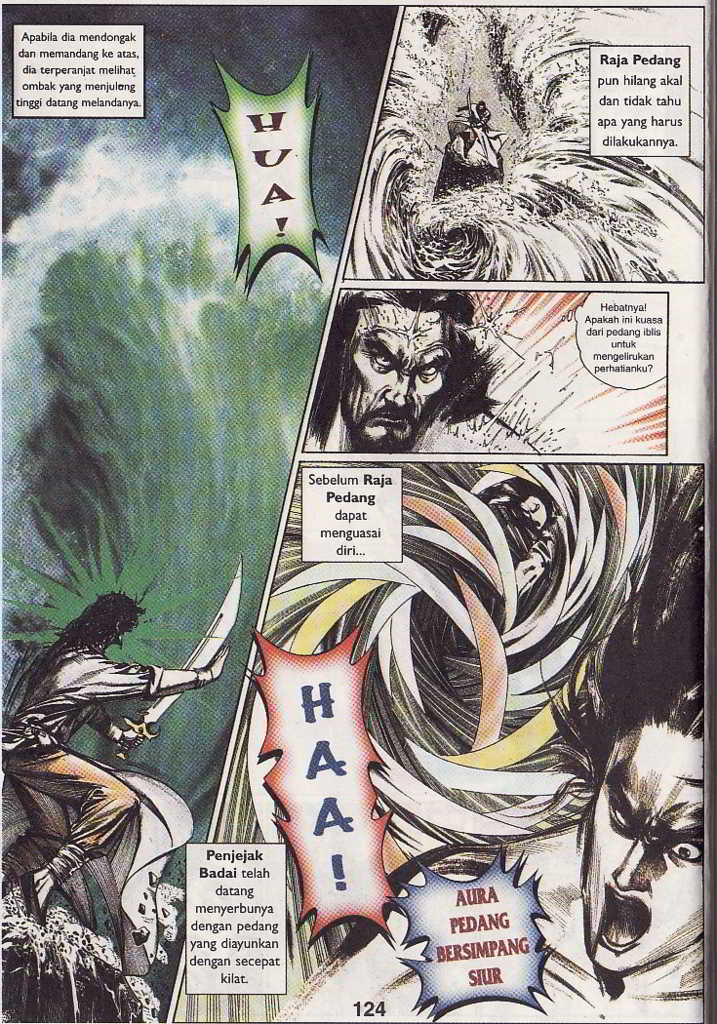 Apabila dia mendongak
dan memandang ke atas,
dia terperanjat melihat
ombak yang menjulung
tinggi datang melandanya.
HUA!
Raja Pedang
pun hilang akal
dan tidak tahu
apa yang harus
dilakukannya.
Hebatnya!
Apakah ini kuasa
dari pedang iblis
untuk
mengelirukan
perhatianku?
Sebelum Raja
Pedang
dapat
menguasai
diri...
HAAA!
Penjejak
Badai telah
datang
menyerbunya
dengan pedang
yang diayunkan
dengan secepat
kilat.
AURA
PEDANG
BERSIMPANG
SIUR
124